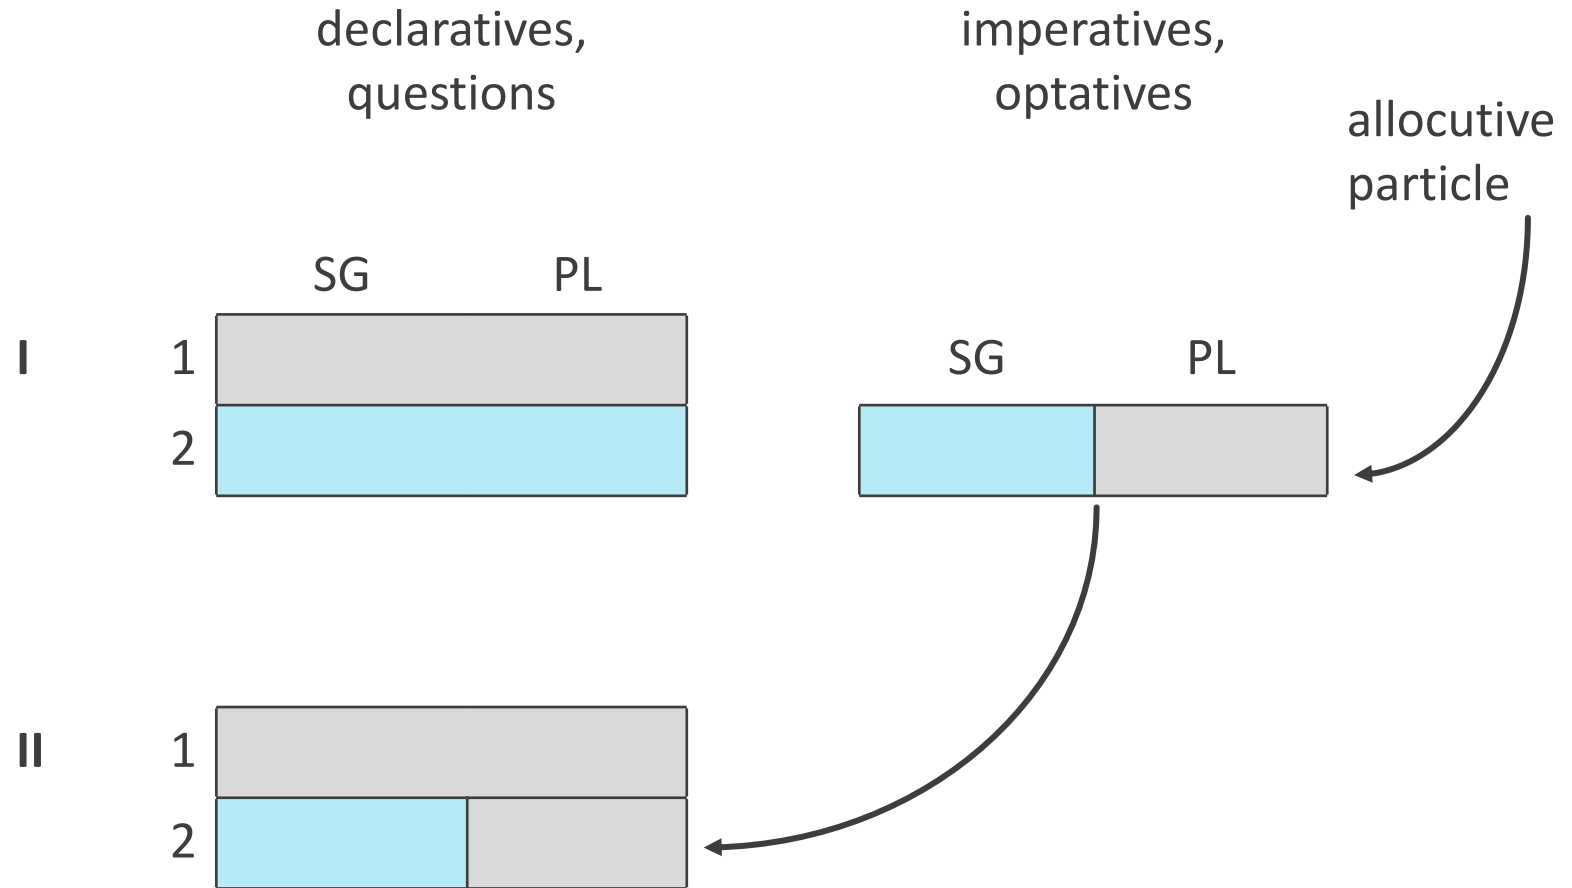 declaratives,
questions
imperatives,
optatives
allocutive
particle
SG PL
I 1
SG PL
2
II 1
2